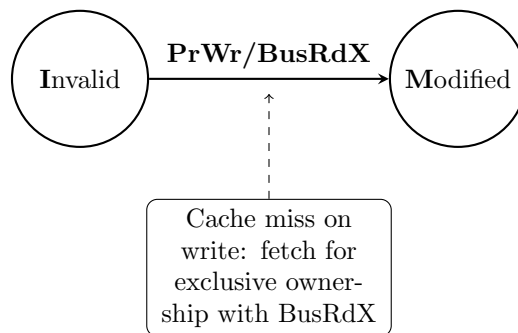 PrWr/BusRdX
Invalid
Modified
Cache miss on
write: fetch for
exclusive owner-
ship with BusRdX